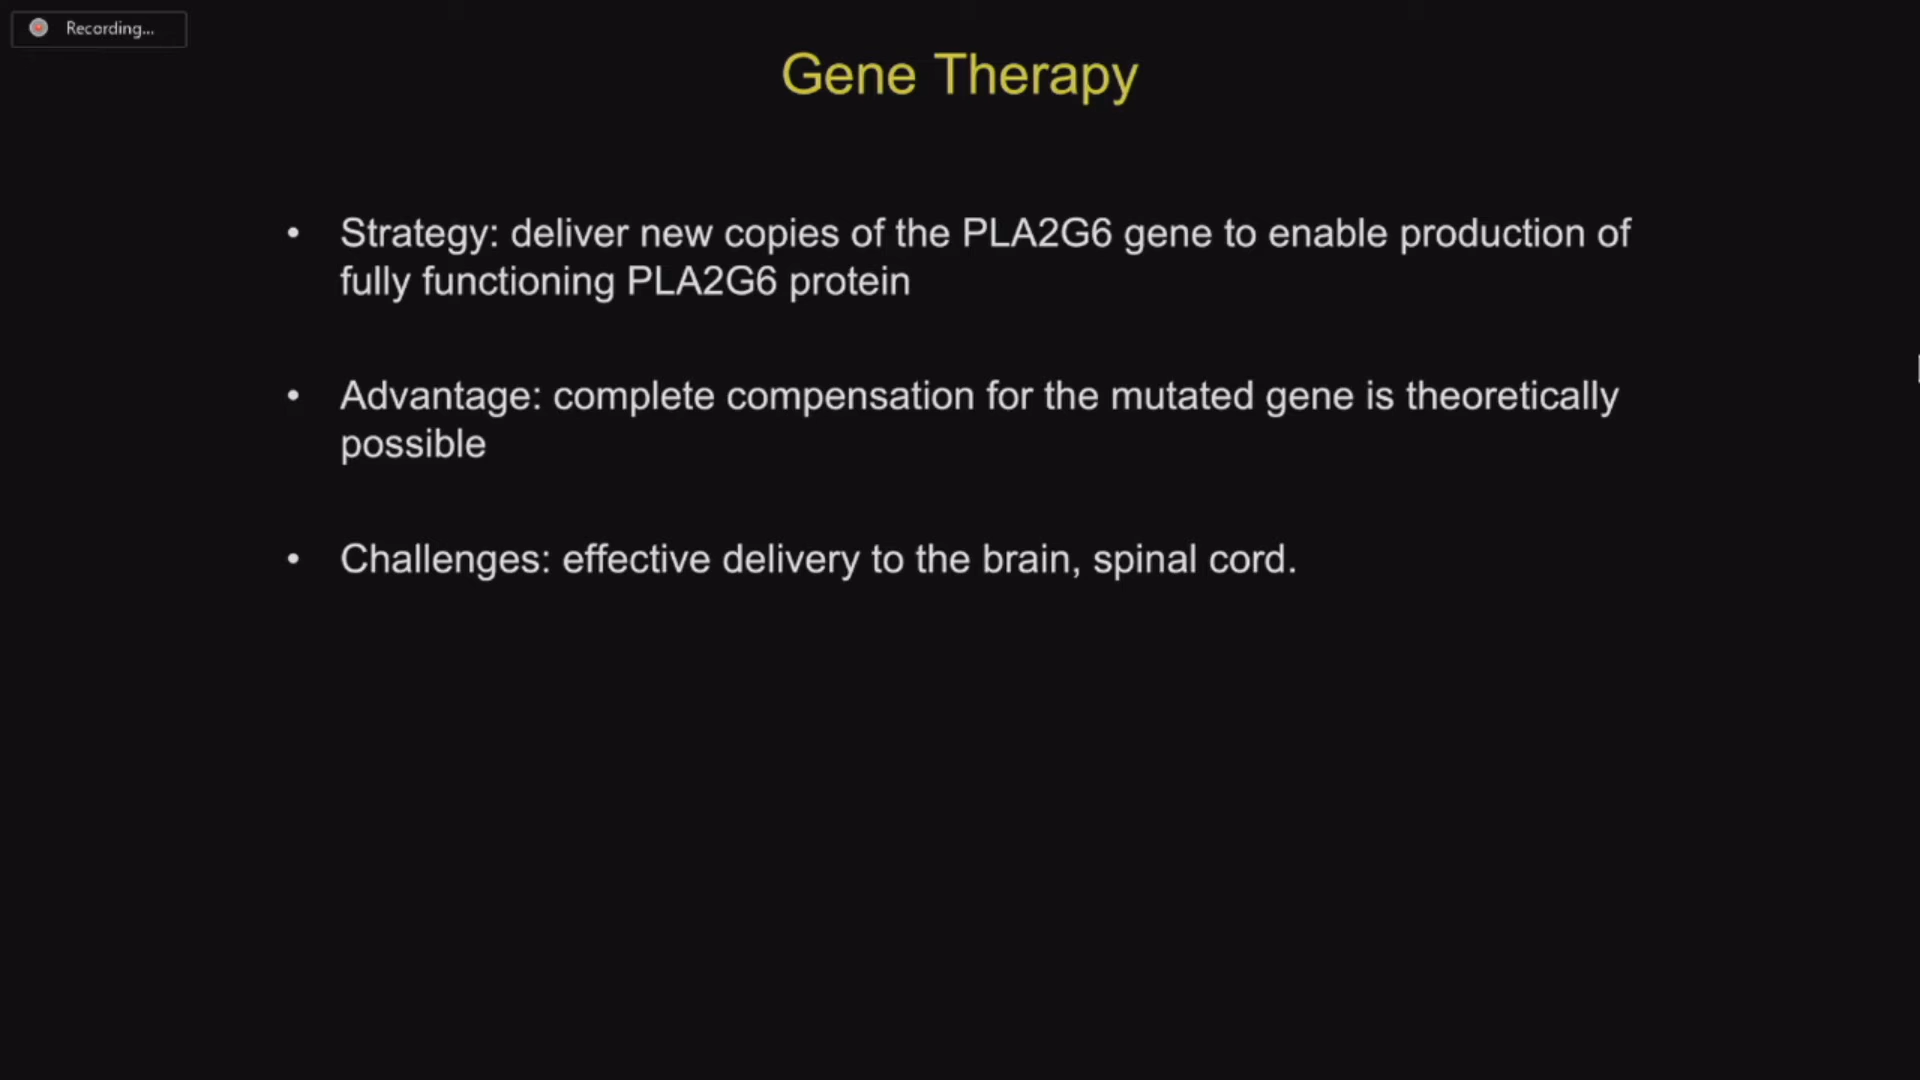 Recording...
Gene Therapy
• Strategy: deliver new copies of the PLA2G6 gene to enable production of
fully functioning PLA2G6 protein
• Advantage: complete compensation for the mutated gene is theoretically
possible
• Challenges: effective delivery to the brain, spinal cord.